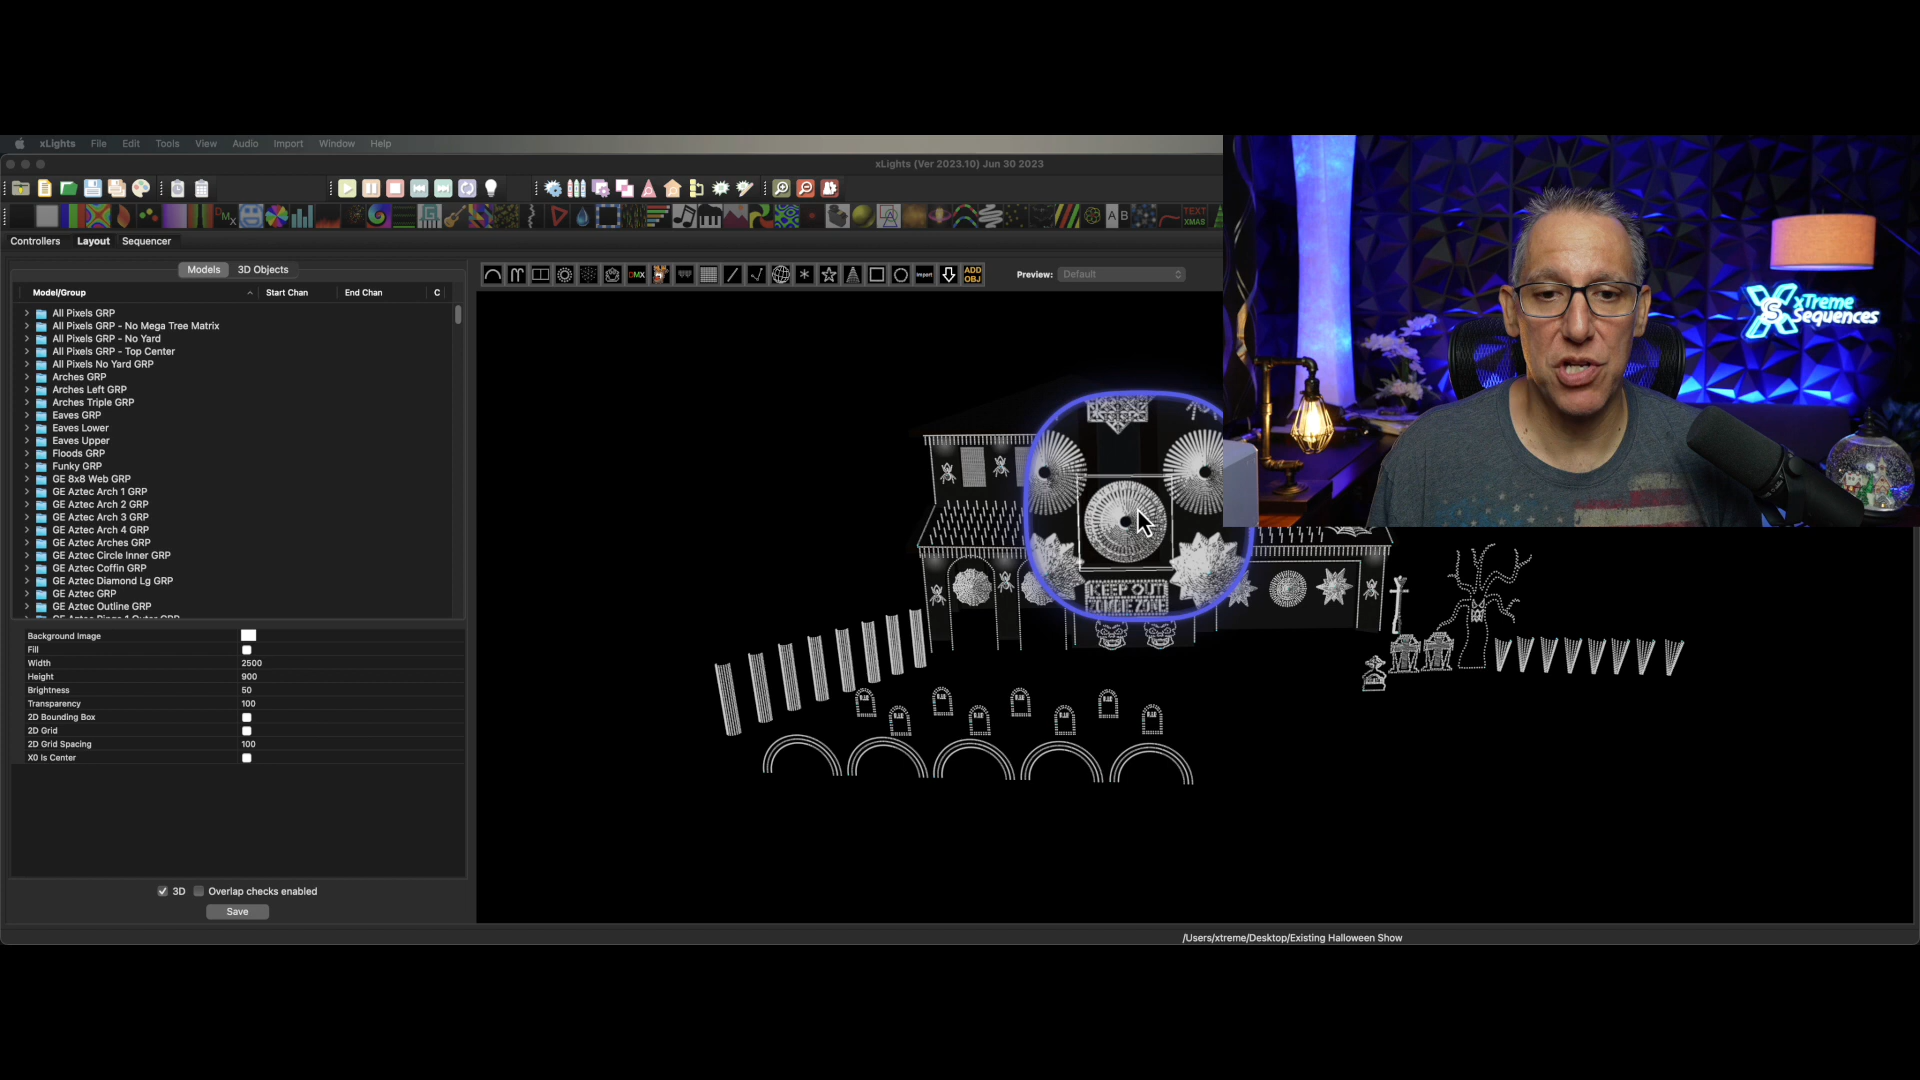 xLights File Edit Tools View Audio Import Window Help
xLights (Ver 2023.10) Jun 30 2023
DMX
A B
TEXT
XMAS
Controllers Layout Sequencer
Models 3D Objects
DMX
Import
ADD
OBJ
Preview: Default
Model/Group Start Chan End Chan C
All Pixels GRP
All Pixels GRP - No Mega Tree Matrix
All Pixels GRP - No Yard
All Pixels GRP - Top Center
All Pixels No Yard GRP
Arches GRP
Arches Left GRP
Arches Triple GRP
Eaves GRP
Eaves Lower
Eaves Upper
Floods GRP
Funky GRP
GE 8x8 Web GRP
GE Aztec Arch 1 GRP
GE Aztec Arch 2 GRP
GE Aztec Arch 3 GRP
GE Aztec Arch 4 GRP
GE Aztec Arches GRP
GE Aztec Circle Inner GRP
GE Aztec Coffin GRP
GE Aztec Diamond Lg GRP
GE Aztec GRP
GE Aztec Outline GRP
Background Image
Fill
Width 2500
Height 900
Brightness 50
Transparency 100
2D Bounding Box
2D Grid
2D Grid Spacing 100
X0 Is Center
3D Overlap checks enabled
Save
KEEP OUT
ZOMBIE ZONE
xTreme
Sequences
/Users/xtreme/Desktop/Existing Halloween Show